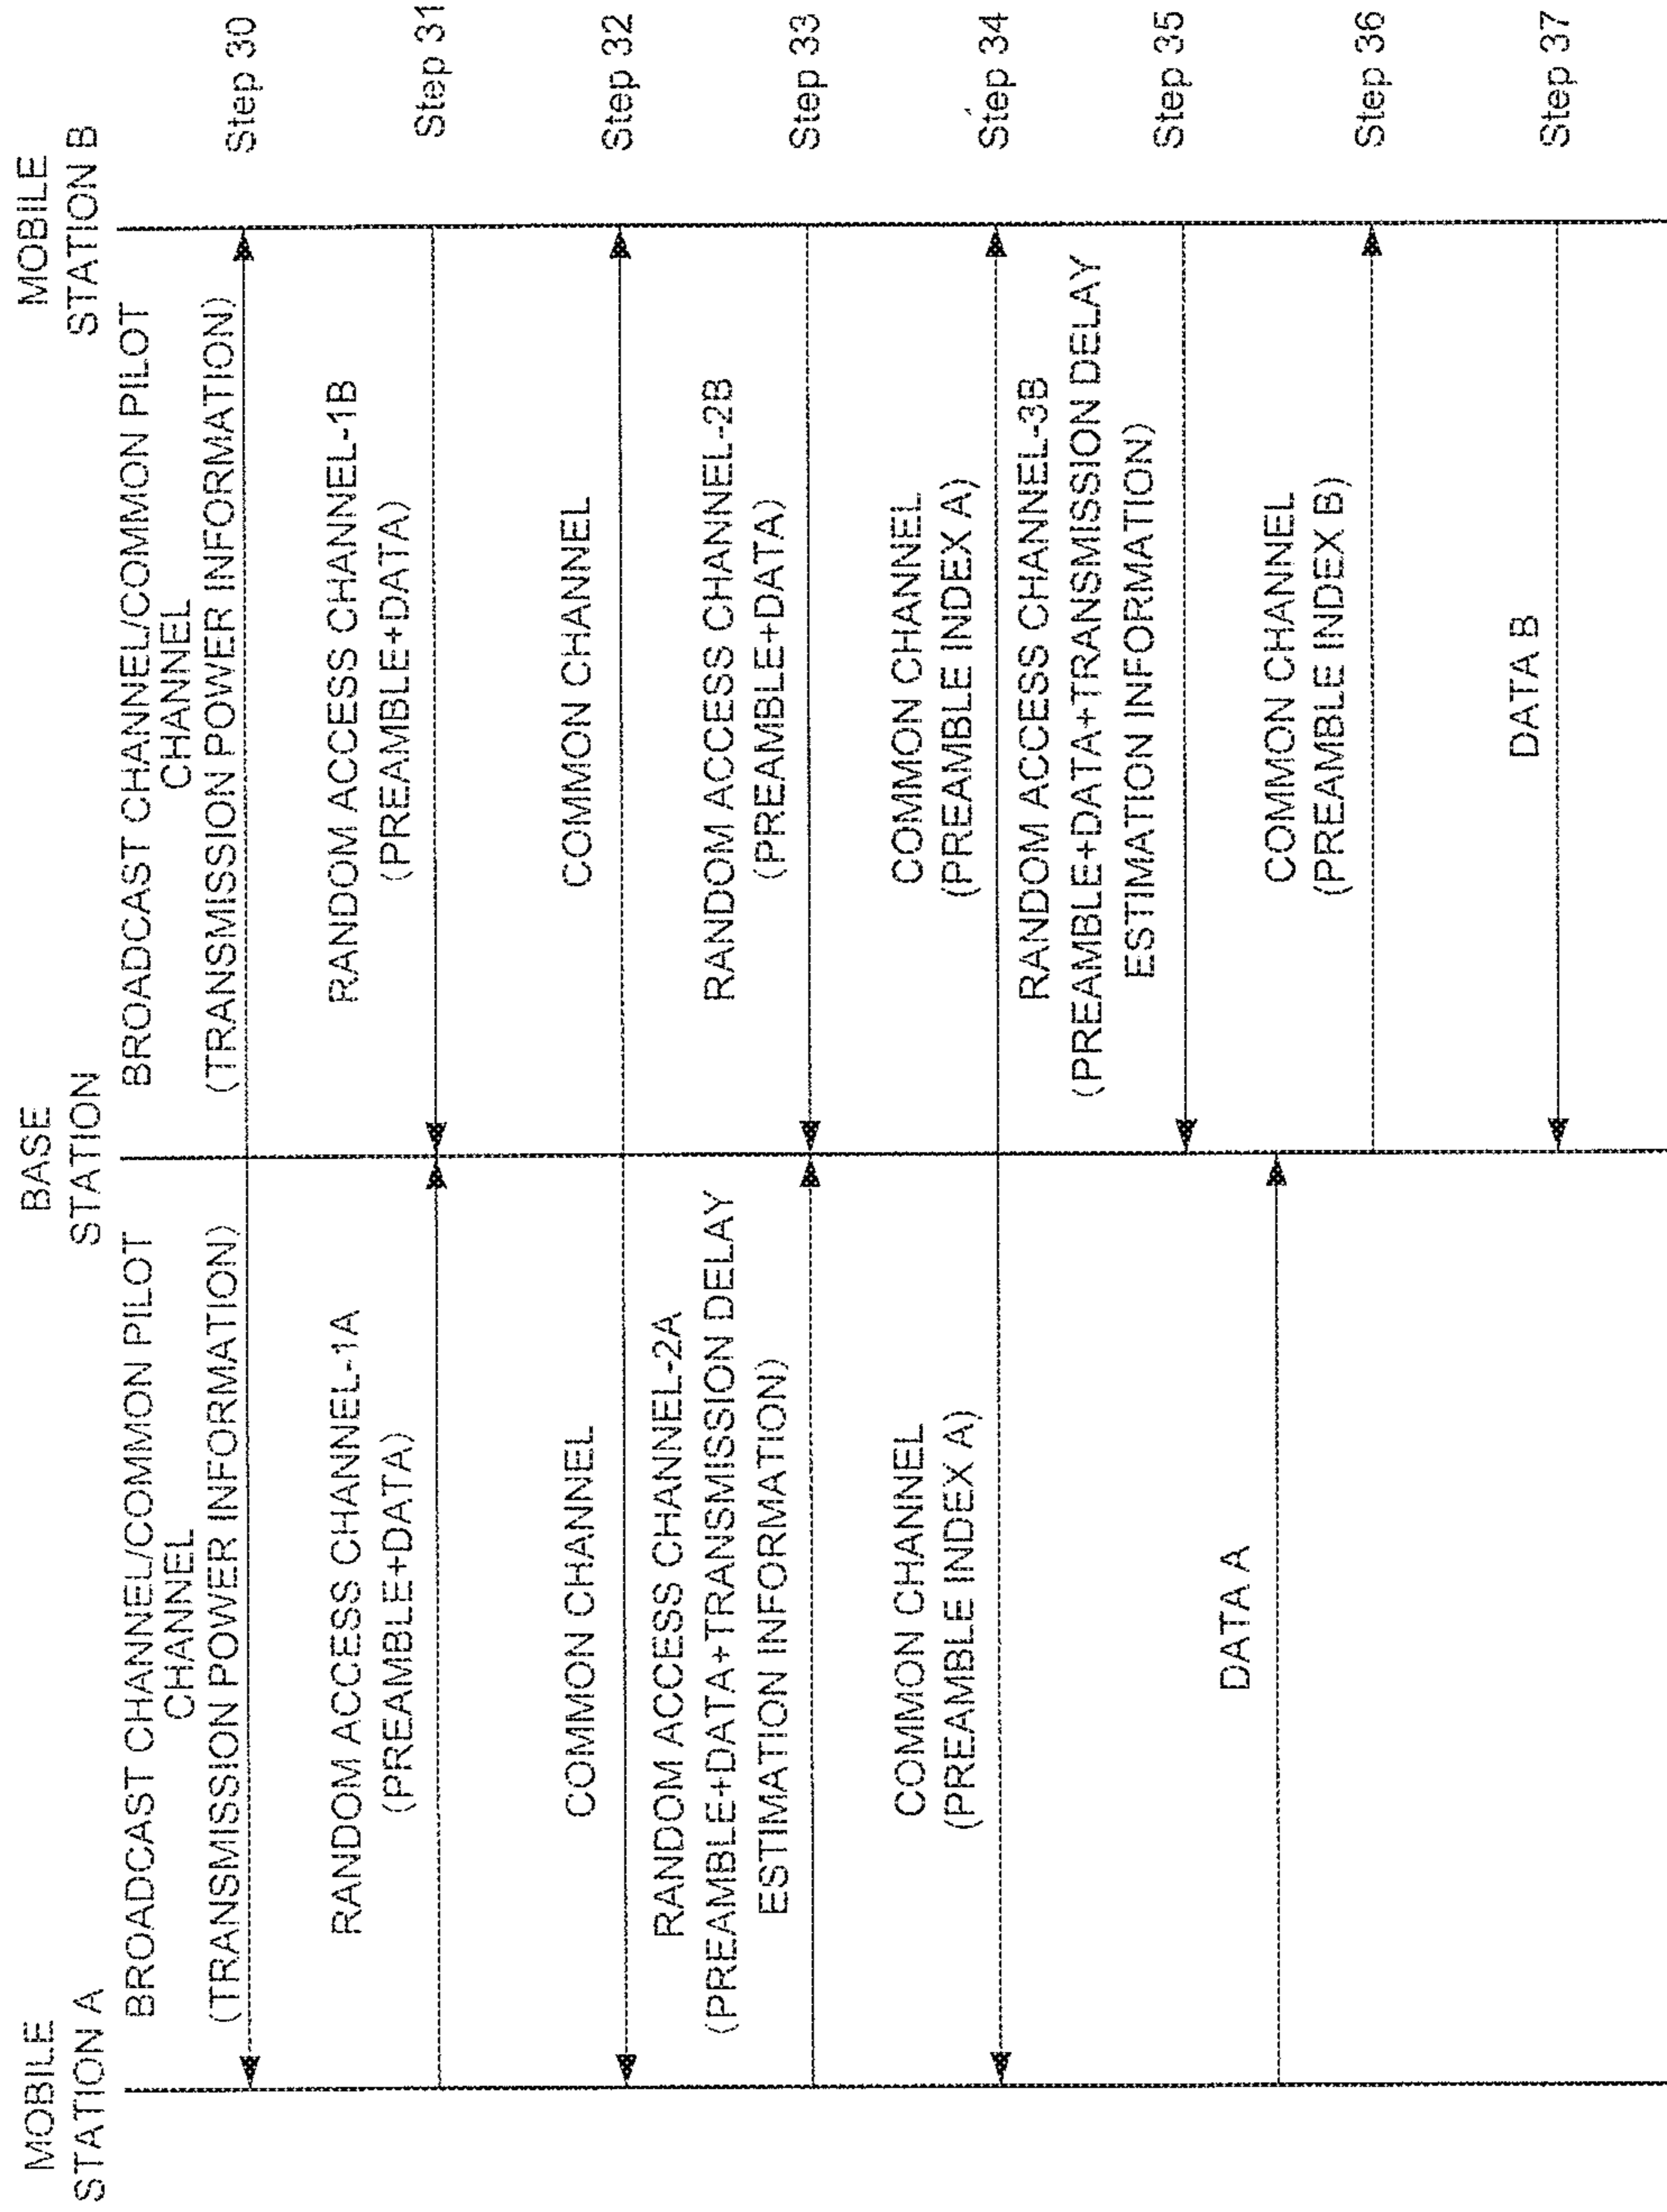 MOBILE
STATION A
BASE
STATION
MOBILE
STATION B
BROADCAST CHANNEL/COMMON PILOT
CHANNEL
(TRANSMISSION POWER INFORMATION)
BROADCAST CHANNEL/COMMON PILOT
CHANNEL
(TRANSMISSION POWER INFORMATION)
Step 30
RANDOM ACCESS CHANNEL-1A
(PREAMBLE+DATA)
RANDOM ACCESS CHANNEL-1B
(PREAMBLE+DATA)
Step 31
COMMON CHANNEL
COMMON CHANNEL
Step 32
RANDOM ACCESS CHANNEL-2A
(PREAMBLE+DATA+TRANSMISSION DELAY
ESTIMATION INFORMATION)
RANDOM ACCESS CHANNEL-2B
(PREAMBLE+DATA)
Step 33
COMMON CHANNEL
(PREAMBLE INDEX A)
COMMON CHANNEL
(PREAMBLE INDEX A)
Step 34
RANDOM ACCESS CHANNEL-3B
(PREAMBLE+DATA+TRANSMISSION DELAY
ESTIMATION INFORMATION)
Step 35
DATA A
COMMON CHANNEL
(PREAMBLE INDEX B)
Step 36
DATA B
Step 37